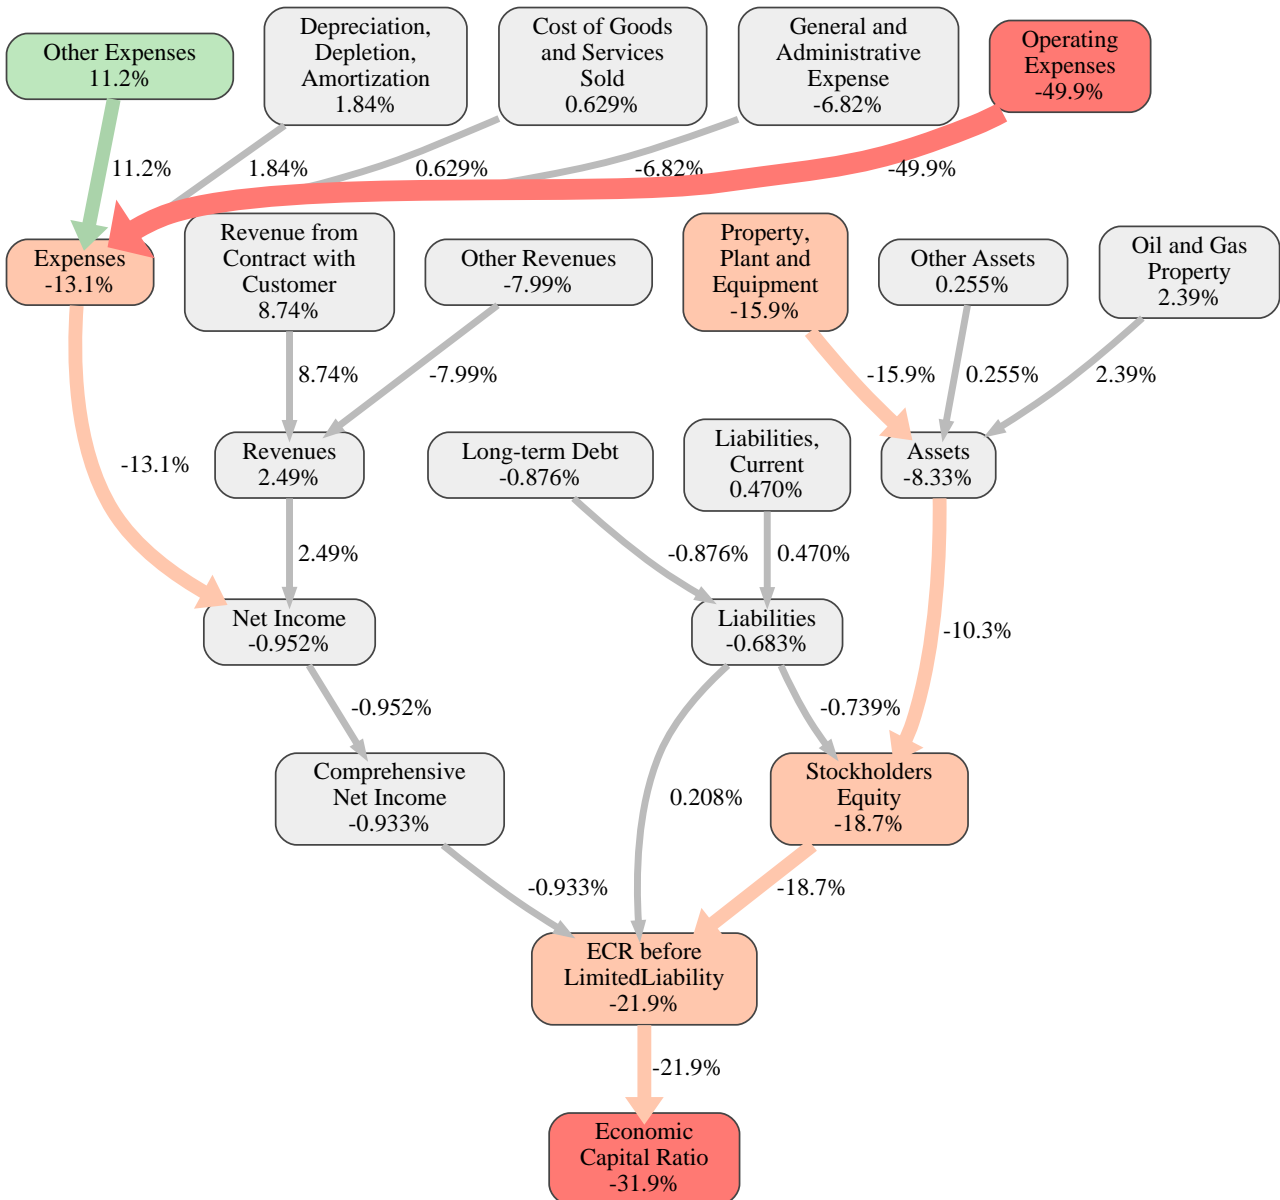 Other Expenses
11.2%
Depreciation,
Depletion,
Amortization
1.84%
Cost of Goods
and Services
Sold
0.629%
General and
Administrative
Expense
-6.82%
Operating
Expenses
-49.9%
11.2%
1.84%
0.629%
-6.82%
-49.9%
Expenses
-13.1%
Revenue from
Contract with
Customer
8.74%
Other Revenues
-7.99%
Property,
Plant and
Equipment
-15.9%
Other Assets
0.255%
Oil and Gas
Property
2.39%
8.74%
-7.99%
-15.9%
0.255%
2.39%
-13.1%
Revenues
2.49%
Long-term Debt
-0.876%
Liabilities,
Current
0.470%
Assets
-8.33%
2.49%
-0.876%
0.470%
-10.3%
Net Income
-0.952%
Liabilities
-0.683%
-0.952%
-0.739%
Comprehensive
Net Income
-0.933%
0.208%
Stockholders
Equity
-18.7%
-0.933%
-18.7%
ECR before
LimitedLiability
-21.9%
-21.9%
Economic
Capital Ratio
-31.9%